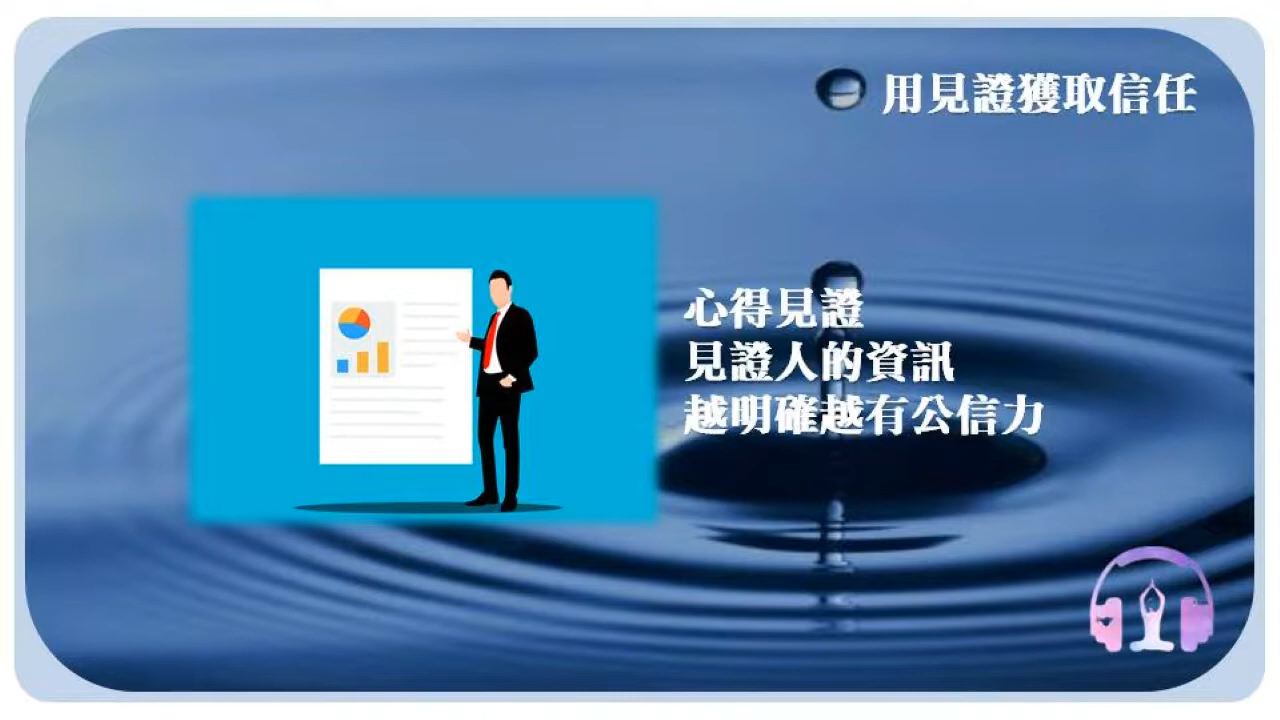 用見證獲取信任
心得見證
見證人的資訊
越明確越有公信力